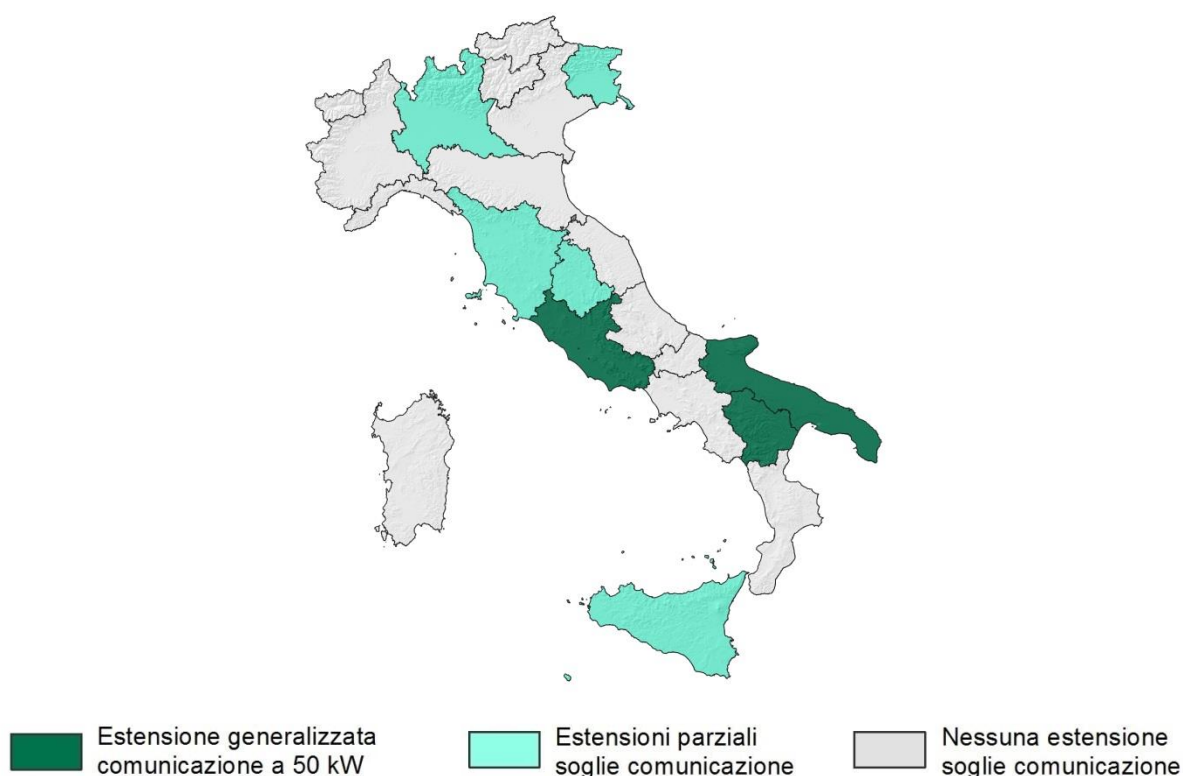 Estensione generalizzata
comunicazione a 50 kW
Estensioni parziali
soglie comunicazione
Nessuna estensione
soglie comunicazione